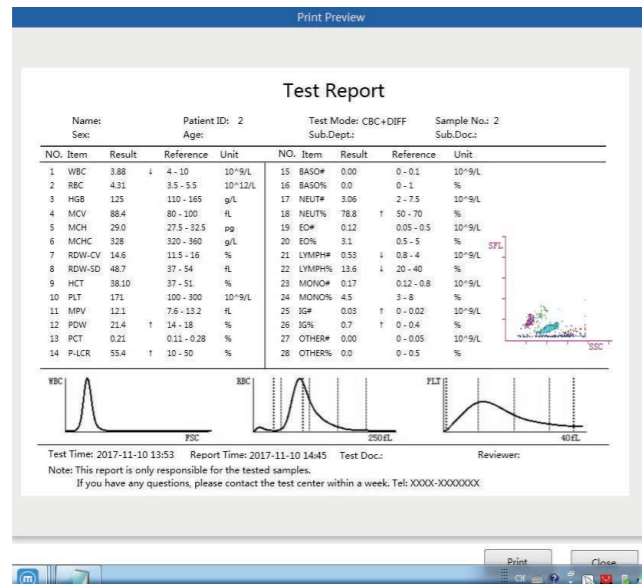 Print Preview
Test Report
Name: Patient ID: 2 Test Mode: CBC+DIFF Sample No.: 2
Sex: Age: Sub.Dept.: Sub.Doc.:
NO. Item Result Reference Unit NO. Item Result Reference Unit
1 WBC 3.88 ↓ 4 - 10 10^9/L 15 BASO# 0.00 0 - 0.1 10^9/L
2 RBC 4.31 3.5 - 5.5 10^12/L 16 BASO% 0.0 0 - 1 %
3 HGB 125 110 - 165 g/L 17 NEUT# 3.06 2 - 7.5 10^9/L
4 MCV 88.4 80 - 100 fL 18 NEUT% 78.8 ↑ 50 - 70 %
5 MCH 29.0 27.5 - 32.5 pg 19 EO# 0.12 0.05 - 0.5 10^9/L
6 MCHC 328 320 - 360 g/L 20 EO% 3.1 0.5 - 5 %
7 RDW-CV 14.6 11.5 - 16 % 21 LYMPH# 0.53 ↓ 0.8 - 4 10^9/L
8 RDW-SD 48.7 37 - 54 fL 22 LYMPH% 13.6 ↓ 20 - 40 %
9 HCT 38.10 37 - 51 % 23 MONO# 0.17 0.12 - 0.8 10^9/L
10 PLT 171 100 - 300 10^9/L 24 MONO% 4.5 3 - 8 %
11 MPV 12.1 7.6 - 13.2 fL 25 IG# 0.03 ↑ 0 - 0.02 10^9/L
12 PDW 21.4 ↑ 14 - 18 % 26 IG% 0.7 ↑ 0 - 0.4 %
13 PCT 0.21 0.11 - 0.28 % 27 OTHER# 0.00 0 - 0.05 10^9/L
14 P-LCR 55.4 ↑ 10 - 50 % 28 OTHER% 0.0 0 - 0.5 %
SFL
SSC
WBC RBC PLT
FSC 250fL 40fL
Test Time: 2017-11-10 13:53 Report Time: 2017-11-10 14:45 Test Doc.: Reviewer:
Note: This report is only responsible for the tested samples.
If you have any questions, please contact the test center within a week. Tel: XXXX-XXXXXXX
Print Close
CH